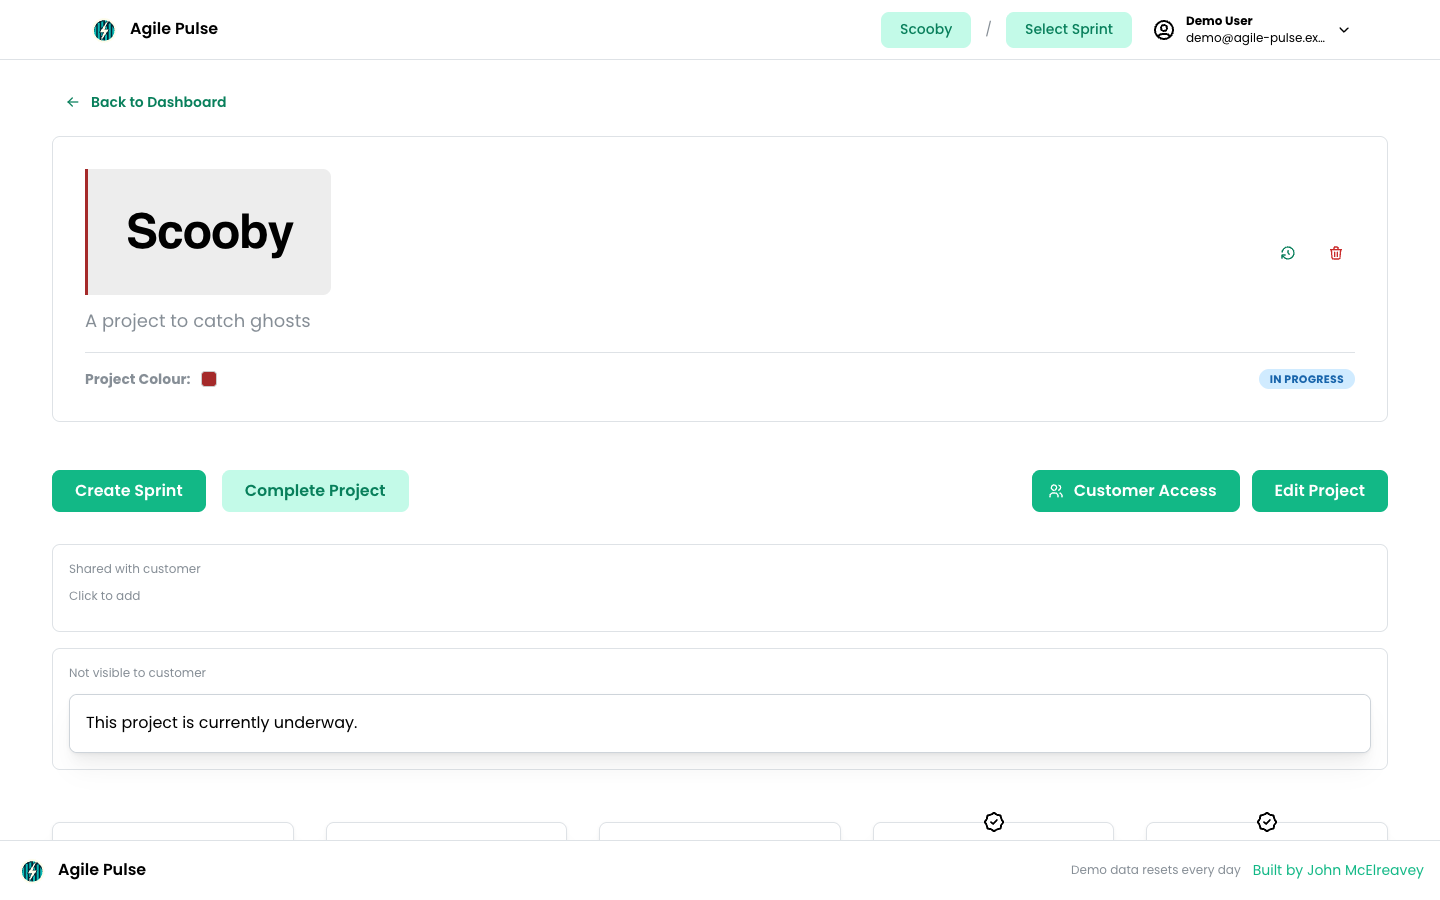 Agile Pulse
Scooby / Select Sprint
Demo User
demo@agile-pulse.ex...
Back to Dashboard
Scooby
A project to catch ghosts
Project Colour:
IN PROGRESS
Create Sprint
Complete Project
Customer Access
Edit Project
Shared with customer
Click to add
Not visible to customer
This project is currently underway.
Agile Pulse
Demo data resets every day
Built by John McElreavey